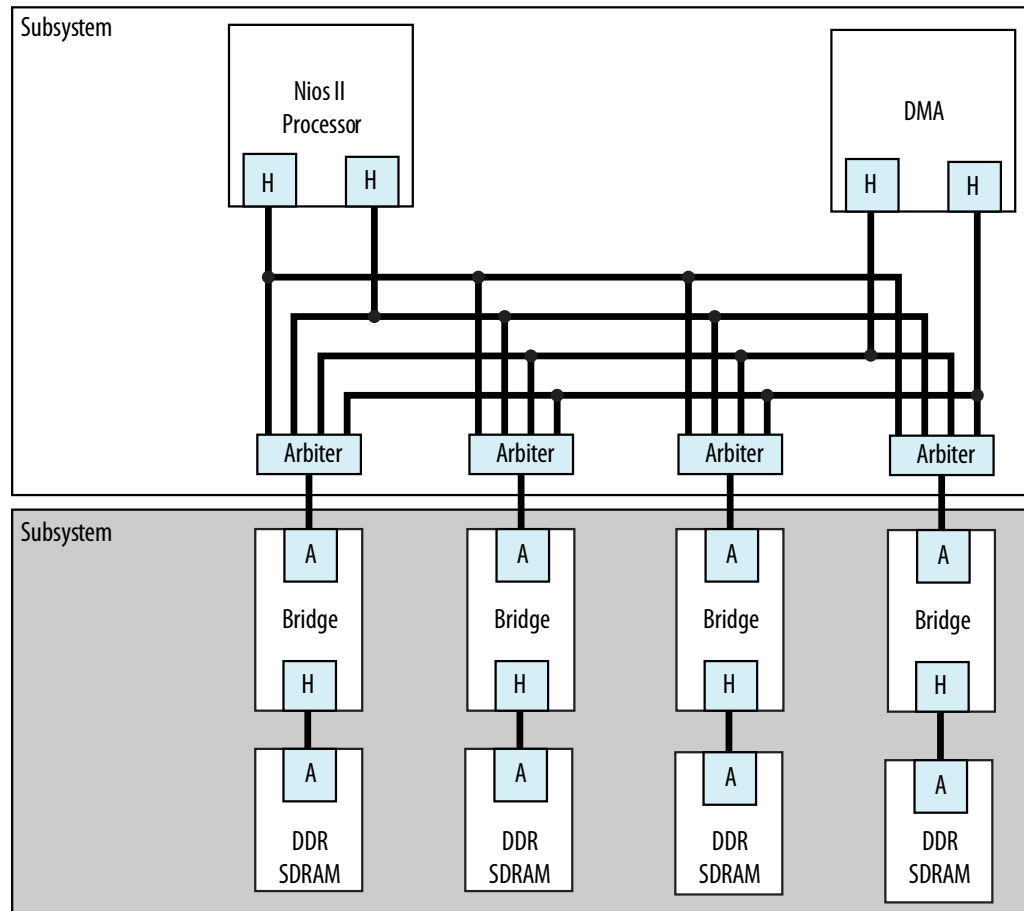 Subsystem
Nios II
Processor
DMA
H
H
H
H
Arbiter
Arbiter
Arbiter
Arbiter
Subsystem
A
A
A
A
Bridge
Bridge
Bridge
Bridge
H
H
H
H
A
A
A
A
DDR
SDRAM
DDR
SDRAM
DDR
SDRAM
DDR
SDRAM